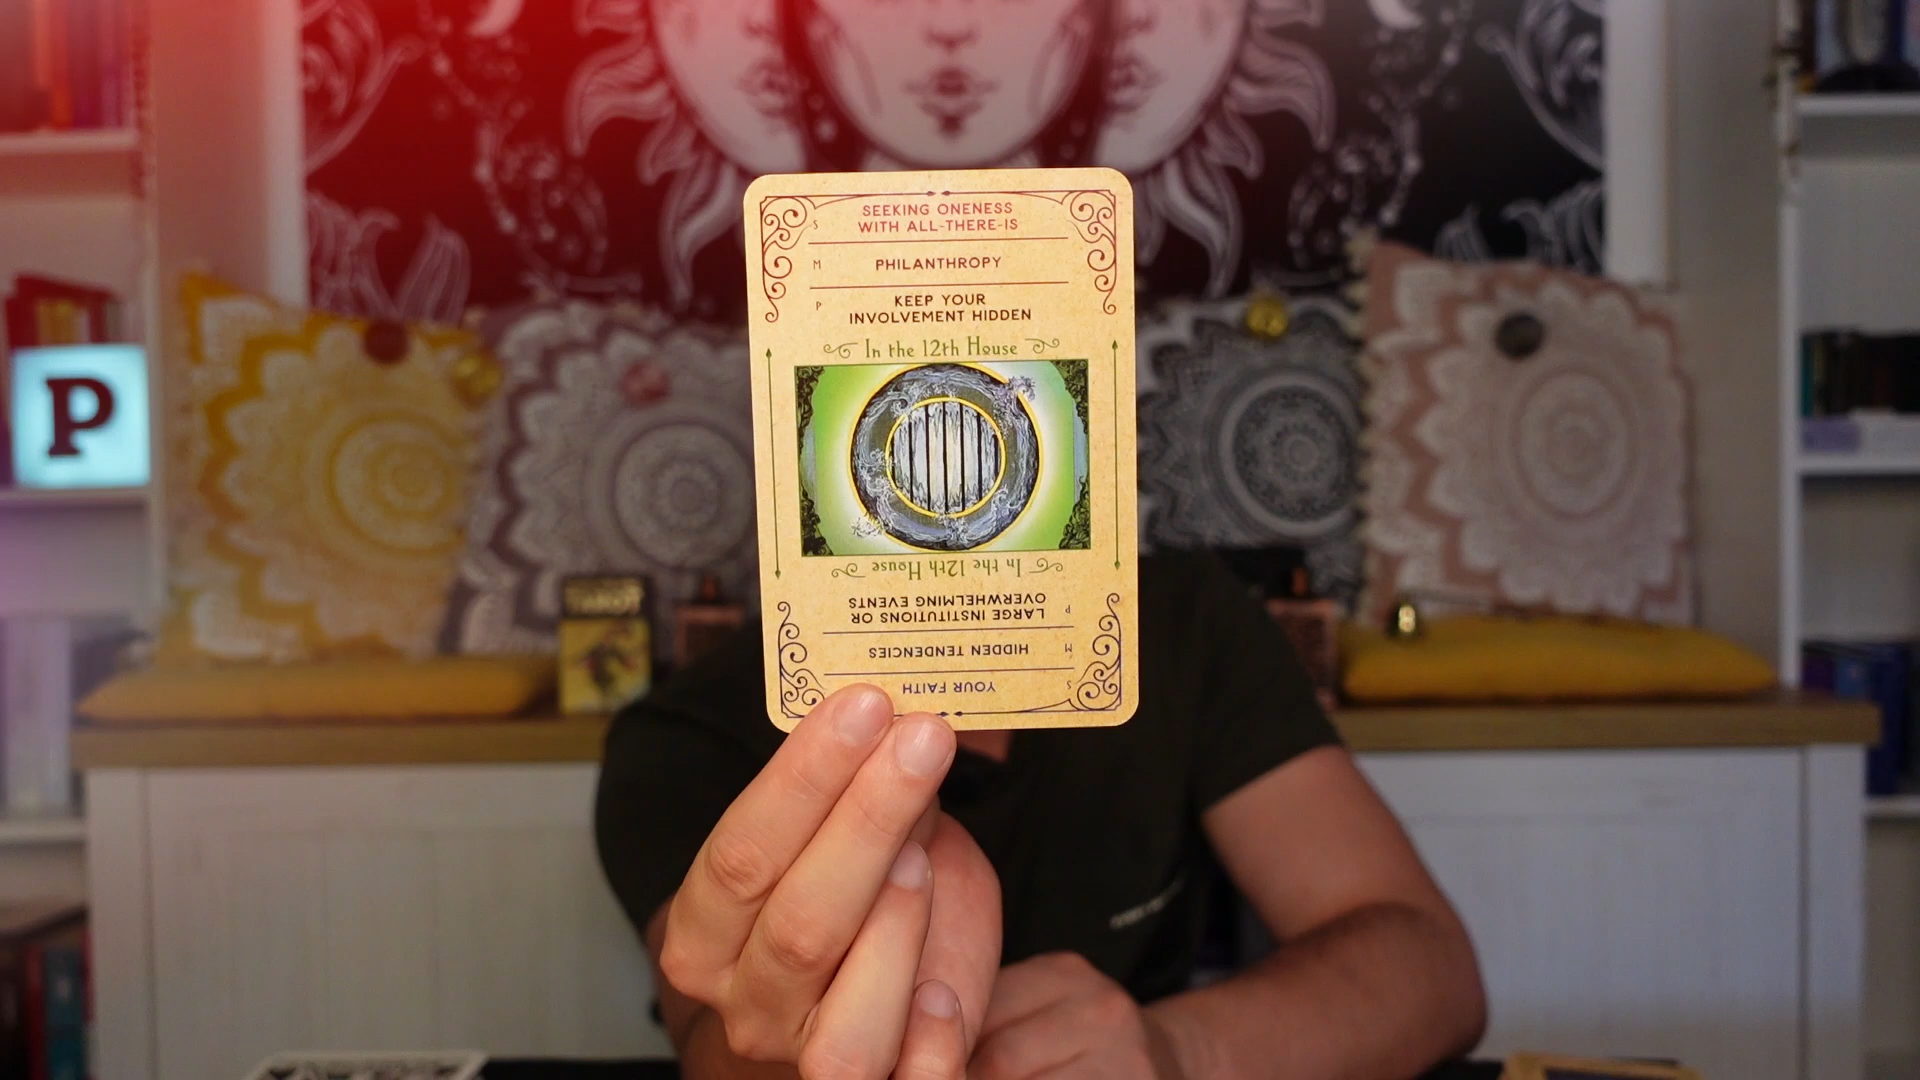 SEEKING ONENESS
WITH ALL-THERE-IS
S
M
PHILANTHROPY
P
KEEP YOUR
INVOLVEMENT HIDDEN
In the 12th House
In the 12th House
LARGE INSTITUTIONS OR
OVERWHELMING EVENTS
P
HIDDEN TENDENCIES
M
YOUR FAITH
S
P
TAROT